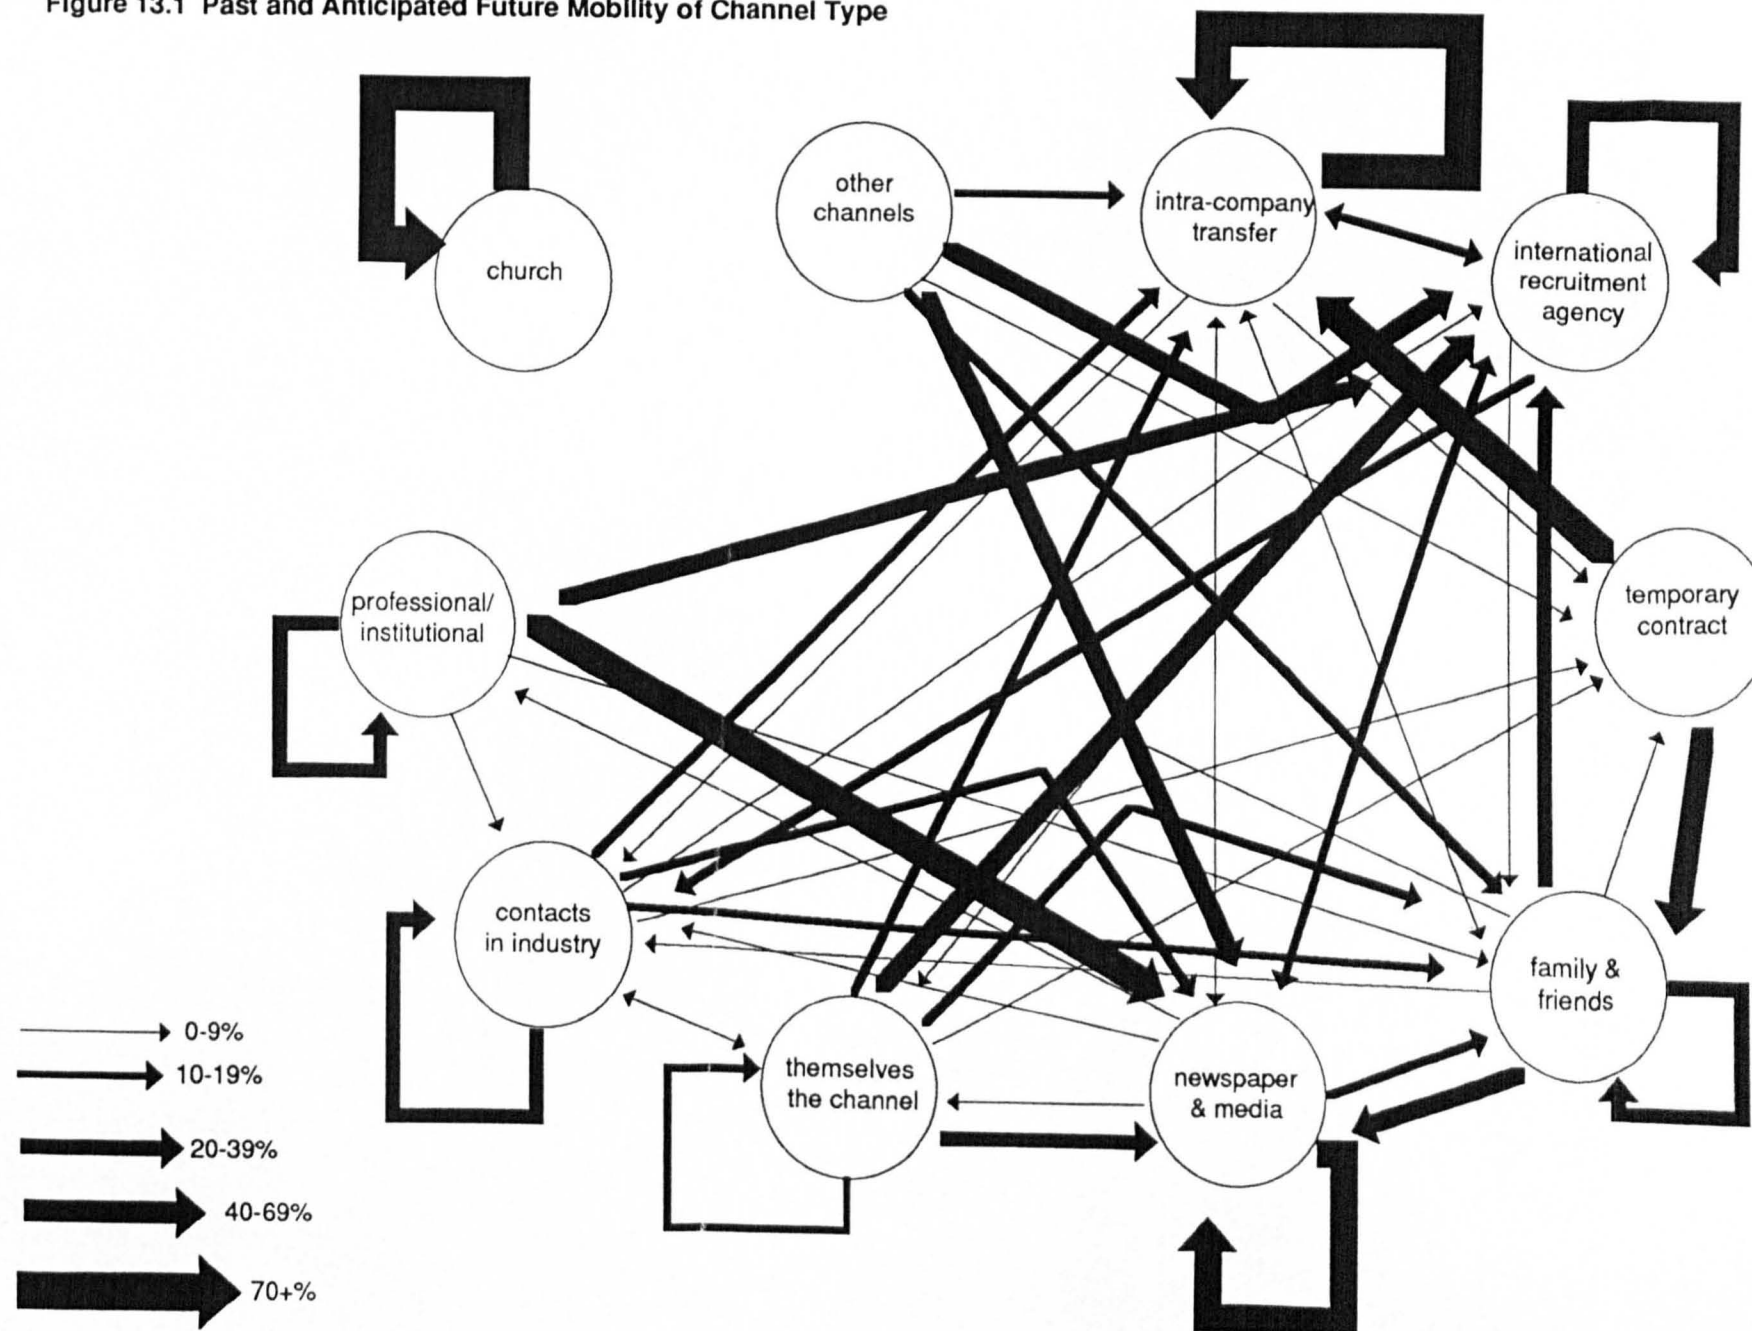 Figure 13.1 Past and Anticipated Future Mobility of Channel Type
other
channels
intra-company
transfer
international
recruitment
agency
church
professional/
institutional
temporary
contract
contacts
in industry
family &
friends
themselves
the channel
newspaper
& media
0-9%
10-19%
20-39%
40-69%
70+%